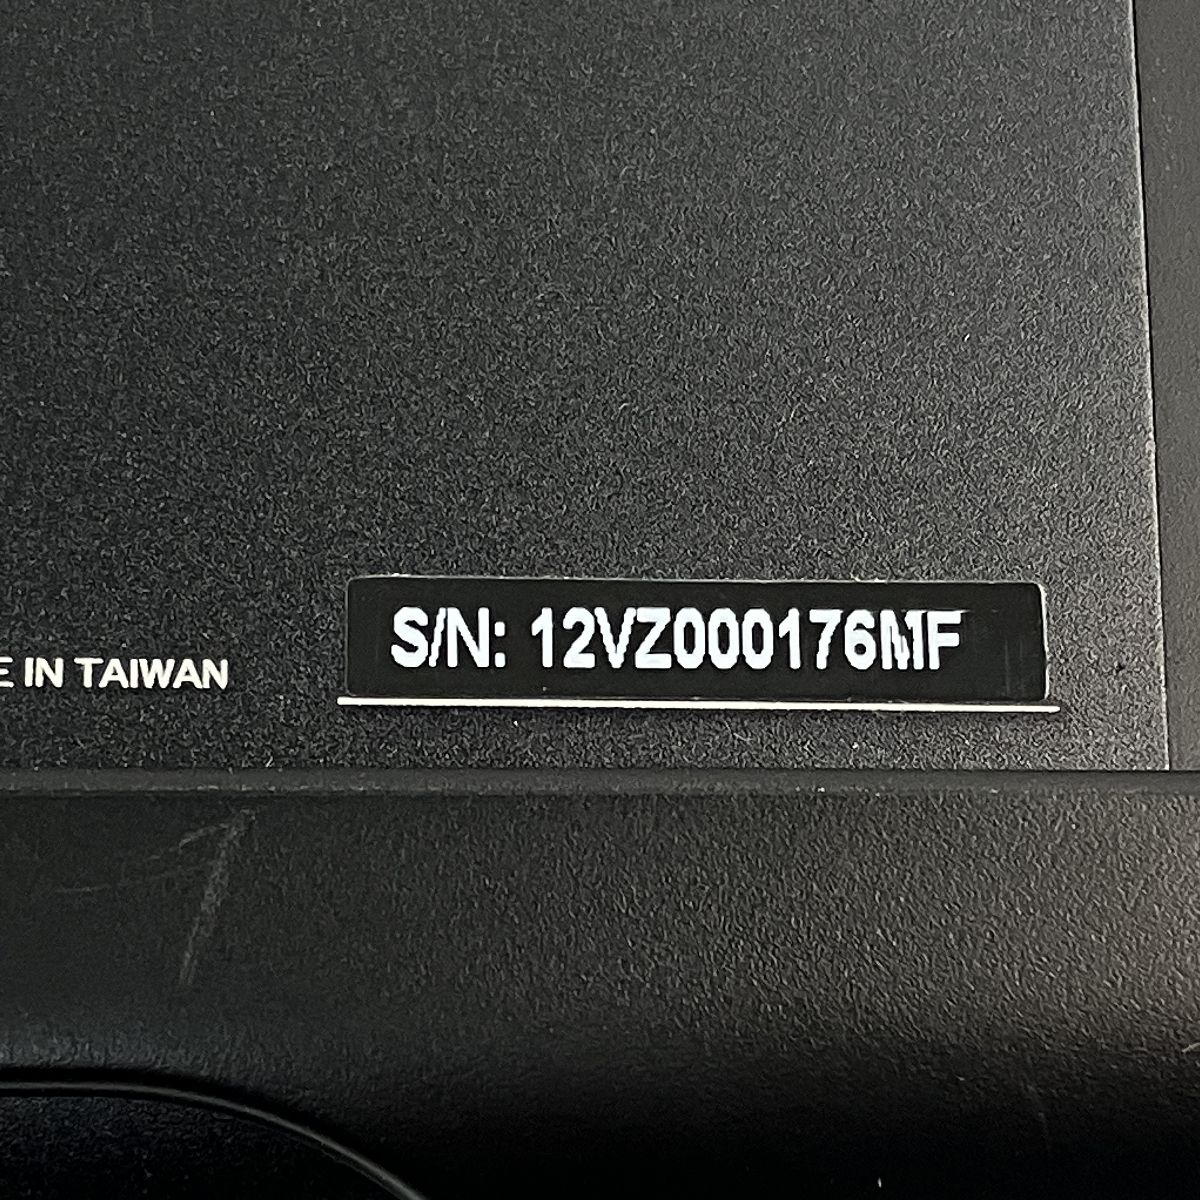 E IN TAIWAN
S/N: 12VZ000176MF